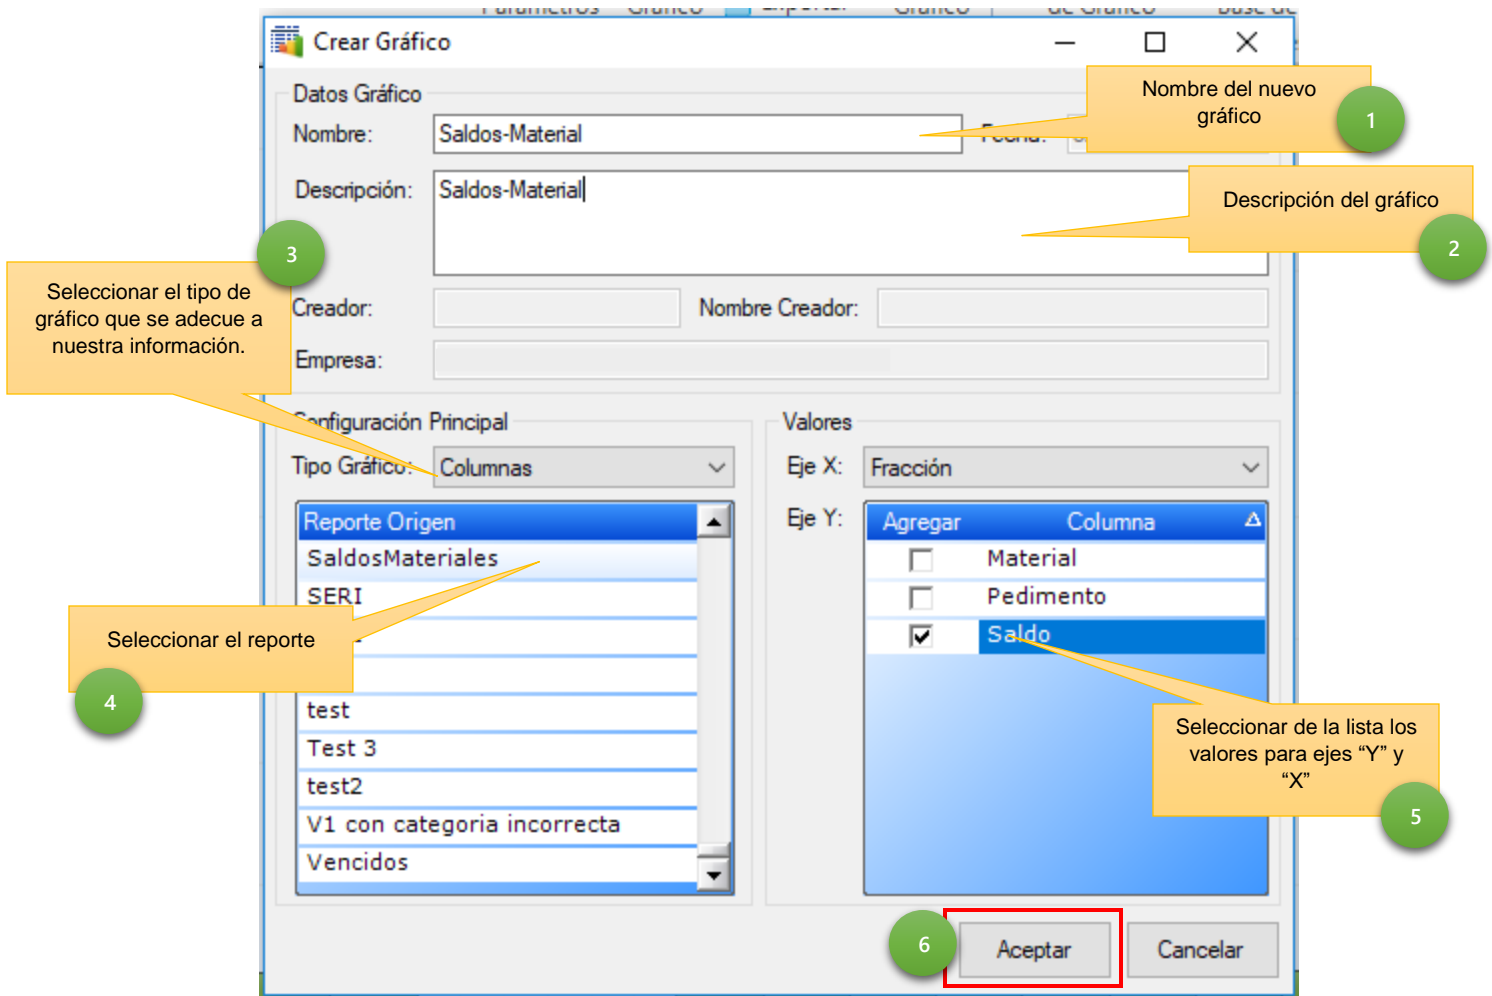 Crear Gráfico
Datos Gráfico
Nombre:
Saldos-Material
Nombre del nuevo
gráfico
1
Descripción:
Saldos-Material
Descripción del gráfico
2
3
Seleccionar el tipo de
gráfico que se adecue a
nuestra información.
Creador:
Nombre Creador:
Empresa:
Configuración Principal
Tipo Gráfico:
Columnas
Valores
Eje X:
Fracción
Reporte Origen
SaldosMateriales
SERI
test
Test 3
test2
V1 con categoria incorrecta
Vencidos
Seleccionar el reporte
4
Eje Y:
Agregar
Columna
Material
Pedimento
Saldo
Seleccionar de la lista los
valores para ejes “Y” y
“X”
5
6
Aceptar
Cancelar